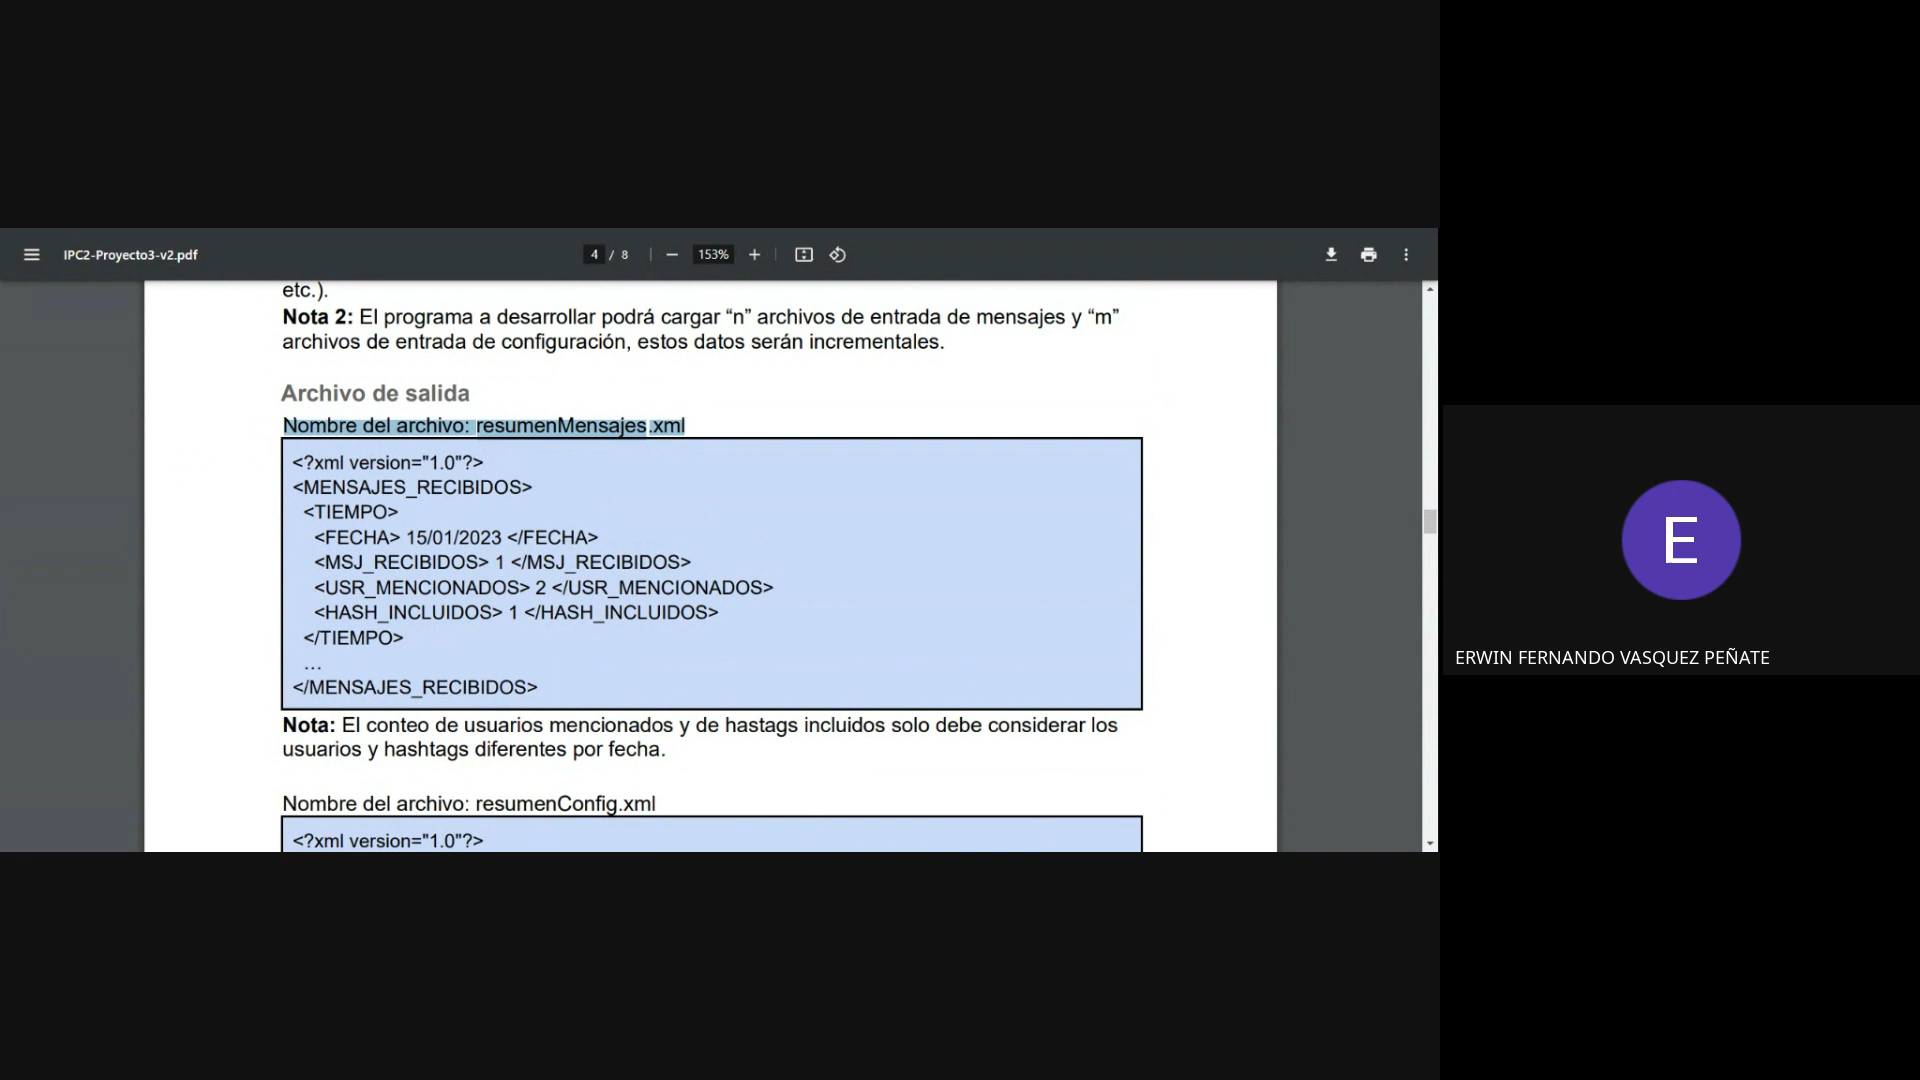 IPC2-Proyecto3-v2.pdf
4 / 8
153%
etc.).
Nota 2: El programa a desarrollar podrá cargar “n” archivos de entrada de mensajes y “m”
archivos de entrada de configuración, estos datos serán incrementales.
Archivo de salida
Nombre del archivo: resumenMensajes.xml
<?xml version="1.0"?>
<MENSAJES_RECIBIDOS>
<TIEMPO>
<FECHA> 15/01/2023 </FECHA>
<MSJ_RECIBIDOS> 1 </MSJ_RECIBIDOS>
<USR_MENCIONADOS> 2 </USR_MENCIONADOS>
<HASH_INCLUIDOS> 1 </HASH_INCLUIDOS>
</TIEMPO>
…
</MENSAJES_RECIBIDOS>
Nota: El conteo de usuarios mencionados y de hastags incluidos solo debe considerar los
usuarios y hashtags diferentes por fecha.
Nombre del archivo: resumenConfig.xml
<?xml version="1.0"?>
E
ERWIN FERNANDO VASQUEZ PEÑATE